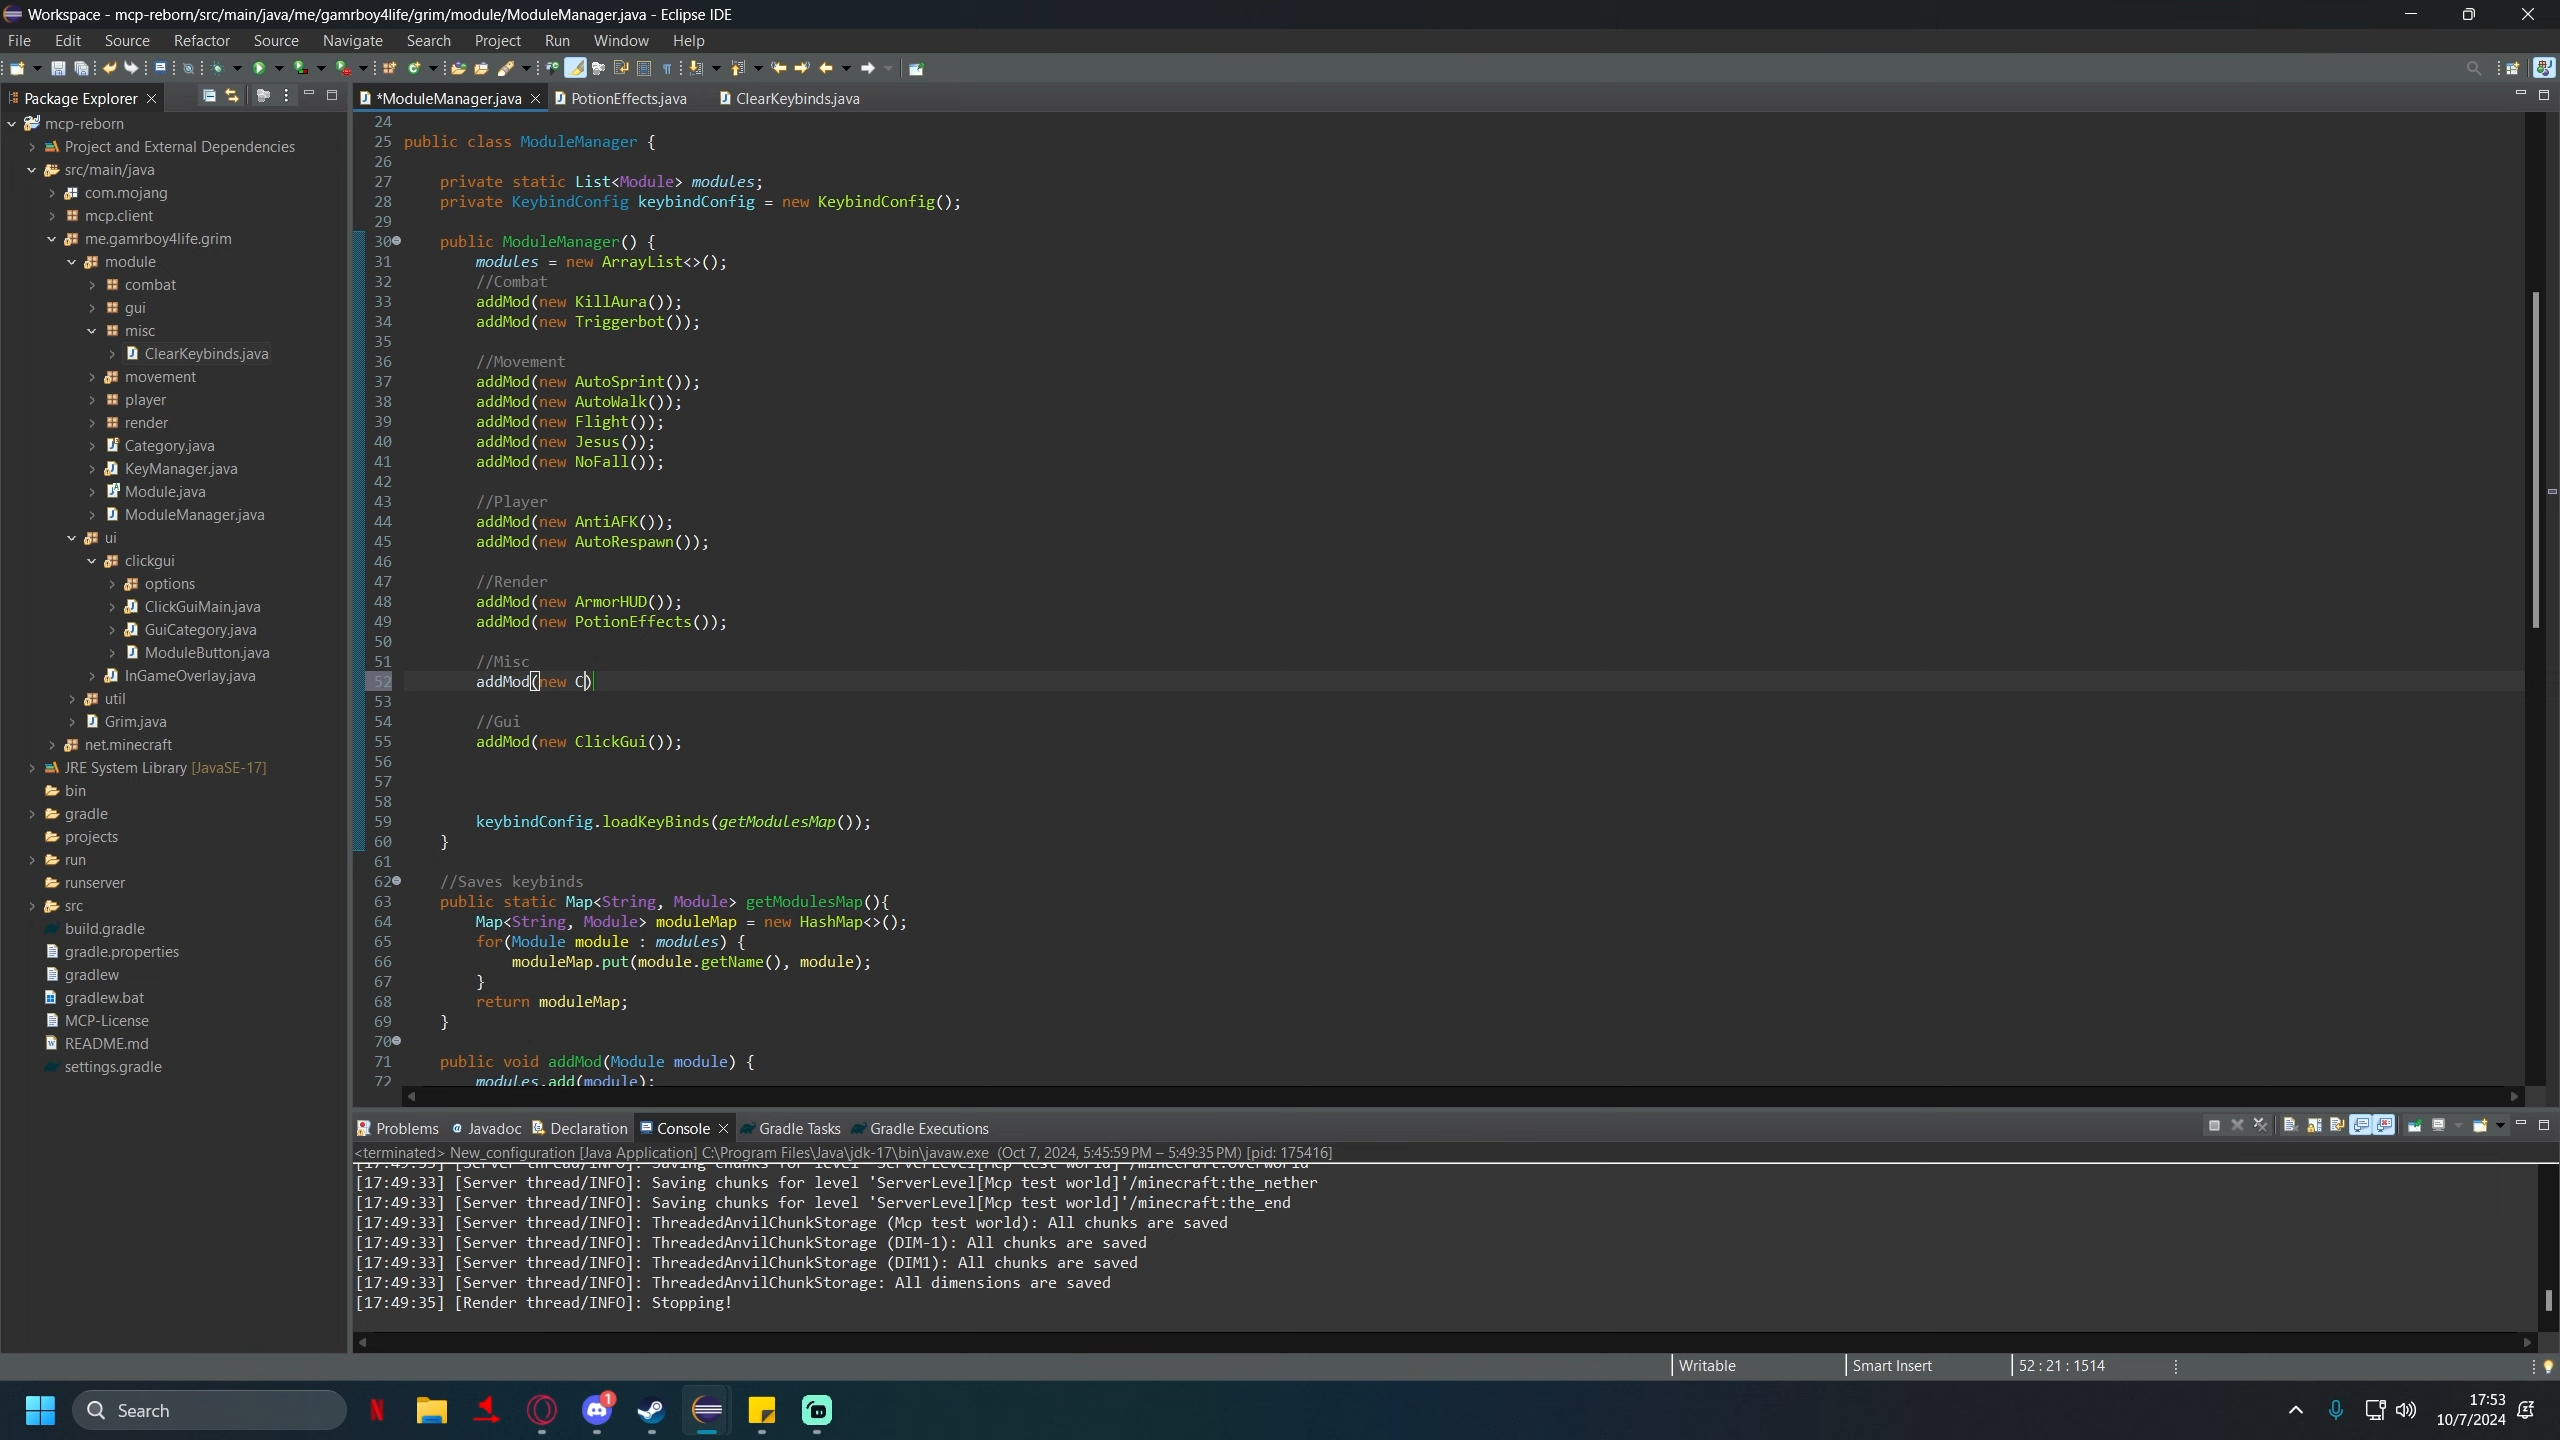 Workspace - mcp-reborn/src/main/java/me/gamrboy4life/grim/module/ModuleManager.java - Eclipse IDE
File Edit Source Refactor Source Navigate Search Project Run Window Help
Package Explorer
*ModuleManager.java PotionEffects.java ClearKeybinds.java
mcp-reborn
Project and External Dependencies
src/main/java
com.mojang
mcp.client
me.gamrboy4life.grim
module
combat
gui
misc
ClearKeybinds.java
movement
player
render
Category.java
KeyManager.java
Module.java
ModuleManager.java
ui
clickgui
options
ClickGuiMain.java
GuiCategory.java
ModuleButton.java
InGameOverlay.java
util
Grim.java
net.minecraft
JRE System Library [JavaSE-17]
bin
gradle
projects
run
runserver
src
build.gradle
gradle.properties
gradlew
gradlew.bat
MCP-License
README.md
settings.gradle
24
25 public class ModuleManager {
26
27 private static List<Module> modules;
28 private KeybindConfig keybindConfig = new KeybindConfig();
29
30 public ModuleManager() {
31 modules = new ArrayList<>();
32 //Combat
33 addMod(new KillAura());
34 addMod(new Triggerbot());
35
36 //Movement
37 addMod(new AutoSprint());
38 addMod(new AutoWalk());
39 addMod(new Flight());
40 addMod(new Jesus());
41 addMod(new NoFall());
42
43 //Player
44 addMod(new AntiAFK());
45 addMod(new AutoRespawn());
46
47 //Render
48 addMod(new ArmorHUD());
49 addMod(new PotionEffects());
50
51 //Misc
52 addMod(new C)
53
54 //Gui
55 addMod(new ClickGui());
56
57
58
59 keybindConfig.loadKeyBinds(getModulesMap());
60 }
61
62 //Saves keybinds
63 public static Map<String, Module> getModulesMap(){
64 Map<String, Module> moduleMap = new HashMap<>();
65 for(Module module : modules) {
66 moduleMap.put(module.getName(), module);
67 }
68 return moduleMap;
69 }
70
71 public void addMod(Module module) {
72 modules.add(module);
Problems Javadoc Declaration Console Gradle Tasks Gradle Executions
<terminated> New_configuration [Java Application] C:\Program Files\Java\jdk-17\bin\javaw.exe (Oct 7, 2024, 5:45:59 PM – 5:49:35 PM) [pid: 175416]
[17:49:33] [Server thread/INFO]: Saving chunks for level 'ServerLevel[Mcp test world]'/minecraft:overworld
[17:49:33] [Server thread/INFO]: Saving chunks for level 'ServerLevel[Mcp test world]'/minecraft:the_nether
[17:49:33] [Server thread/INFO]: Saving chunks for level 'ServerLevel[Mcp test world]'/minecraft:the_end
[17:49:33] [Server thread/INFO]: ThreadedAnvilChunkStorage (Mcp test world): All chunks are saved
[17:49:33] [Server thread/INFO]: ThreadedAnvilChunkStorage (DIM-1): All chunks are saved
[17:49:33] [Server thread/INFO]: ThreadedAnvilChunkStorage (DIM1): All chunks are saved
[17:49:33] [Server thread/INFO]: ThreadedAnvilChunkStorage: All dimensions are saved
[17:49:35] [Render thread/INFO]: Stopping!
Writable Smart Insert 52 : 21 : 1514
Search
1
17:53
10/7/2024